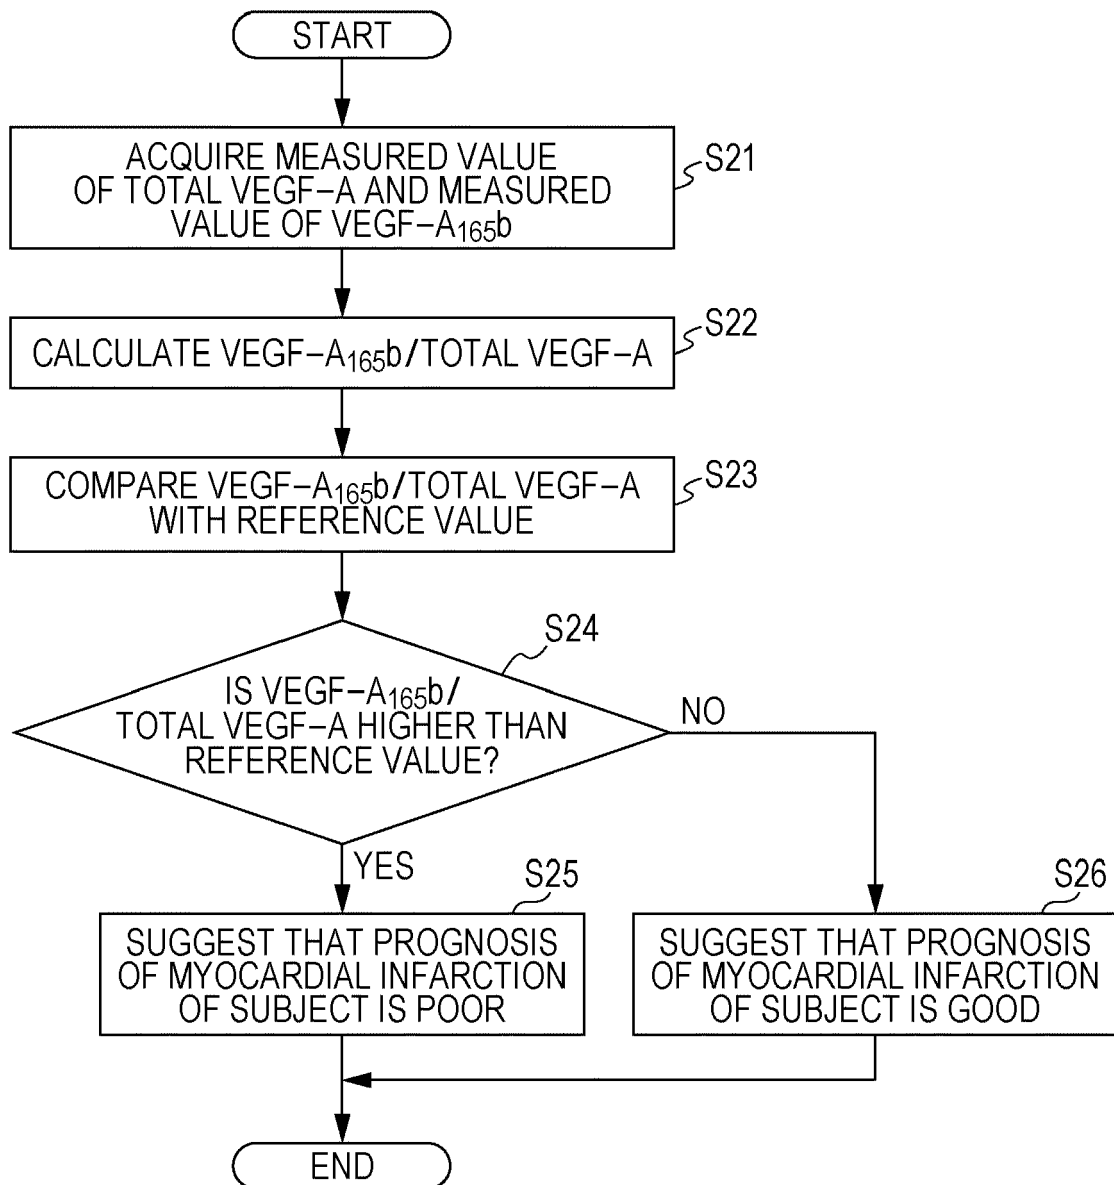 START
ACQUIRE MEASURED VALUE
OF TOTAL VEGF–A AND MEASURED
VALUE OF VEGF–A165b
S21
CALCULATE VEGF–A165b/TOTAL VEGF–A
S22
COMPARE VEGF–A165b/TOTAL VEGF–A
WITH REFERENCE VALUE
S23
S24
IS VEGF–A165b/
TOTAL VEGF–A HIGHER THAN
REFERENCE VALUE?
NO
YES
S25
SUGGEST THAT PROGNOSIS
OF MYOCARDIAL INFARCTION
OF SUBJECT IS POOR
S26
SUGGEST THAT PROGNOSIS
OF MYOCARDIAL INFARCTION
OF SUBJECT IS GOOD
END